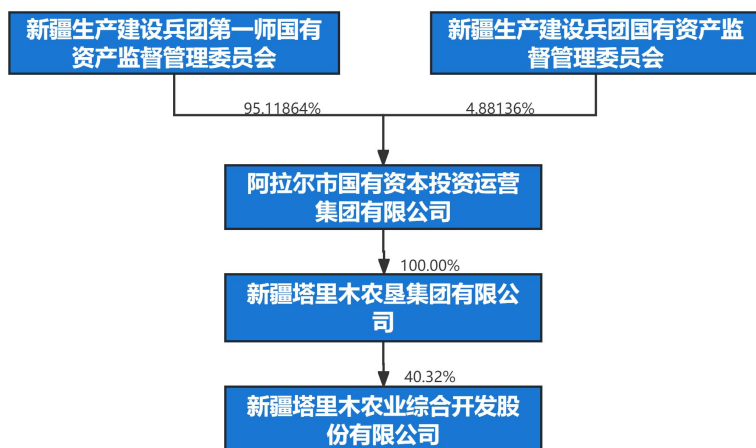 新疆生产建设兵团第一师国有
资产监督管理委员会
新疆生产建设兵团国有资产监
督管理委员会
95.11864%
4.88136%
阿拉尔市国有资本投资运营
集团有限公司
100.00%
新疆塔里木农垦集团有限公
司
40.32%
新疆塔里木农业综合开发股
份有限公司